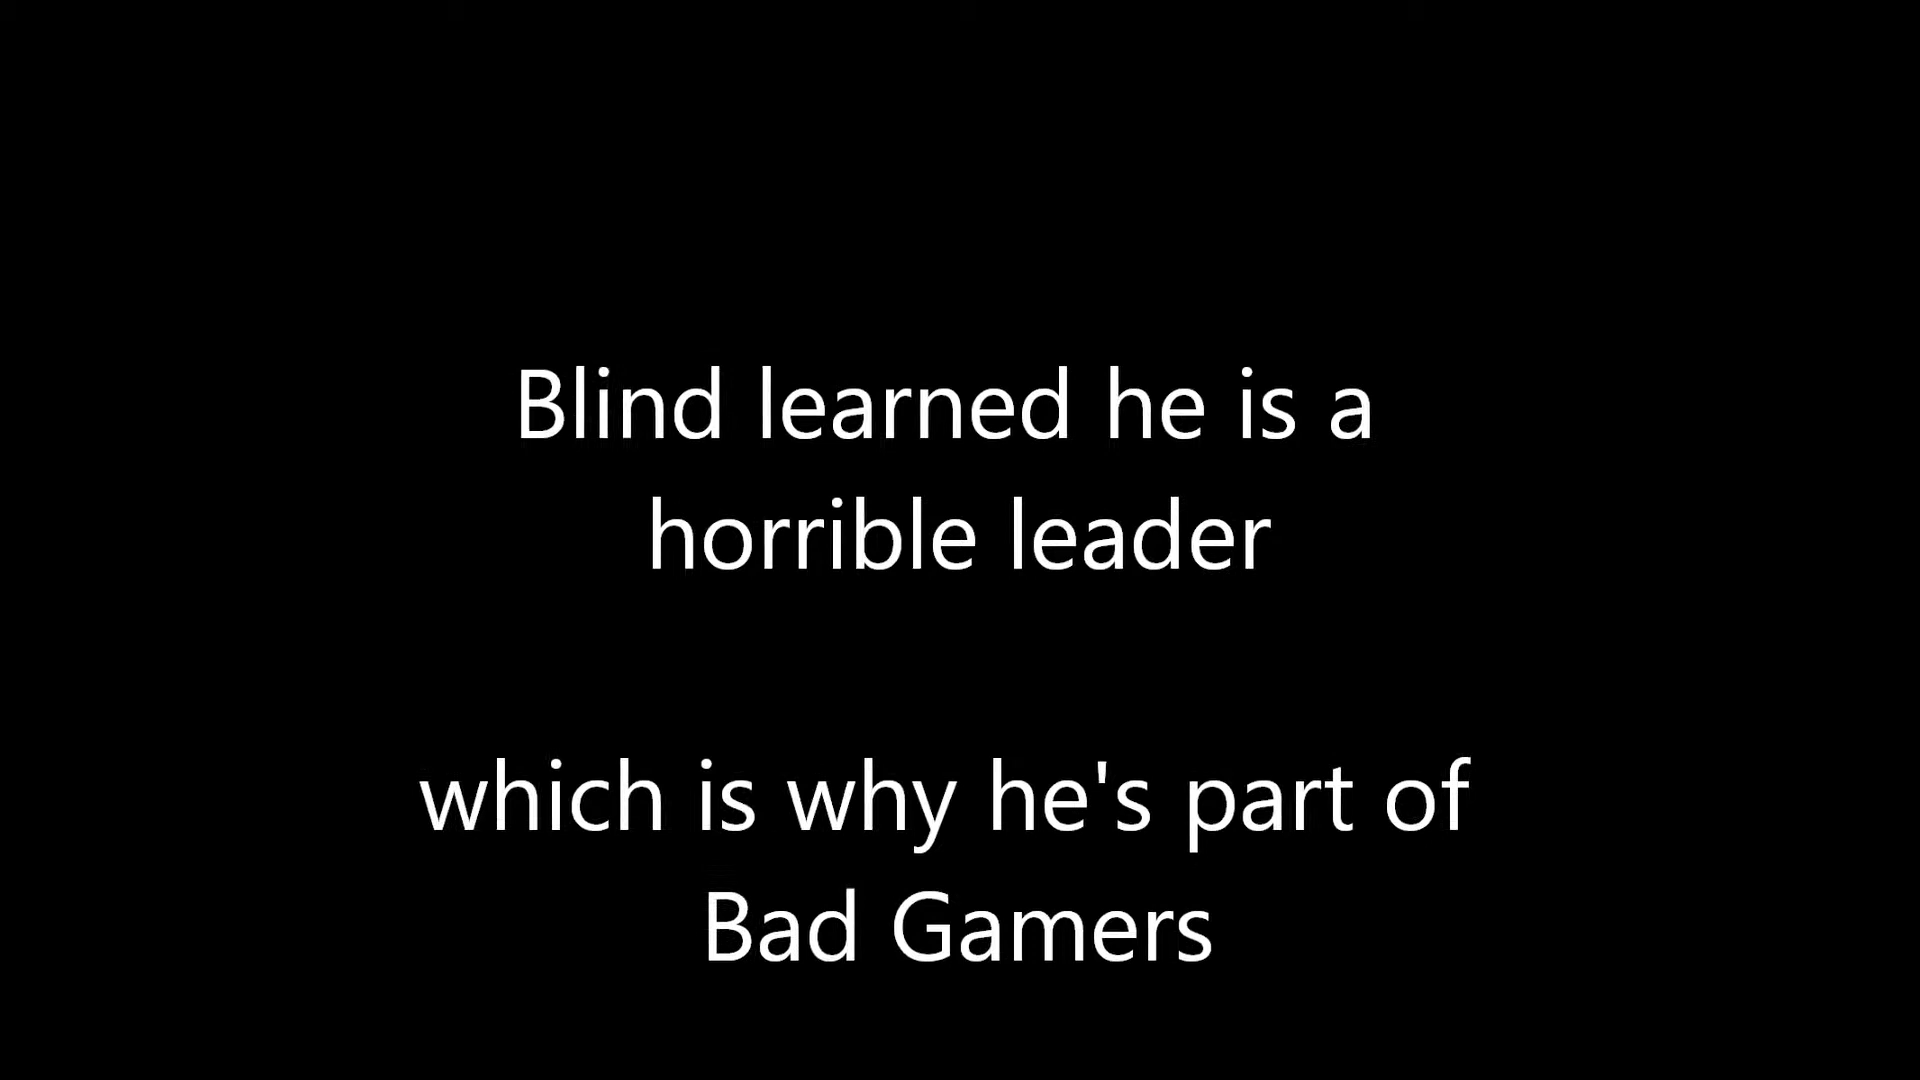 Blind learned he is a
horrible leader
which is why he's part of
Bad Gamers